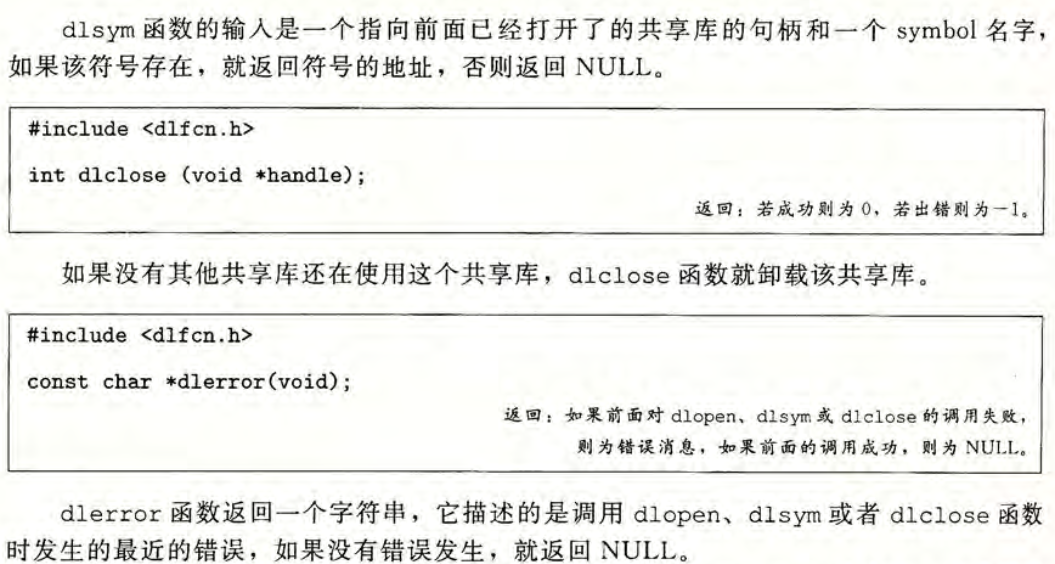 dlsym 函数的输入是一个指向前面已经打开了的共享库的句柄和一个 symbol 名字，
如果该符号存在，就返回符号的地址，否则返回 NULL。
#include <dlfcn.h>
int dlclose (void *handle);
返回：若成功则为 0，若出错则为－1。
如果没有其他共享库还在使用这个共享库，dlclose 函数就卸载该共享库。
#include <dlfcn.h>
const char *dlerror(void);
返回：如果前面对 dlopen、dlsym 或 dlclose 的调用失败，
则为错误消息，如果前面的调用成功，则为 NULL。
dlerror 函数返回一个字符串，它描述的是调用 dlopen、dlsym 或者 dlclose 函数
时发生的最近的错误，如果没有错误发生，就返回 NULL。